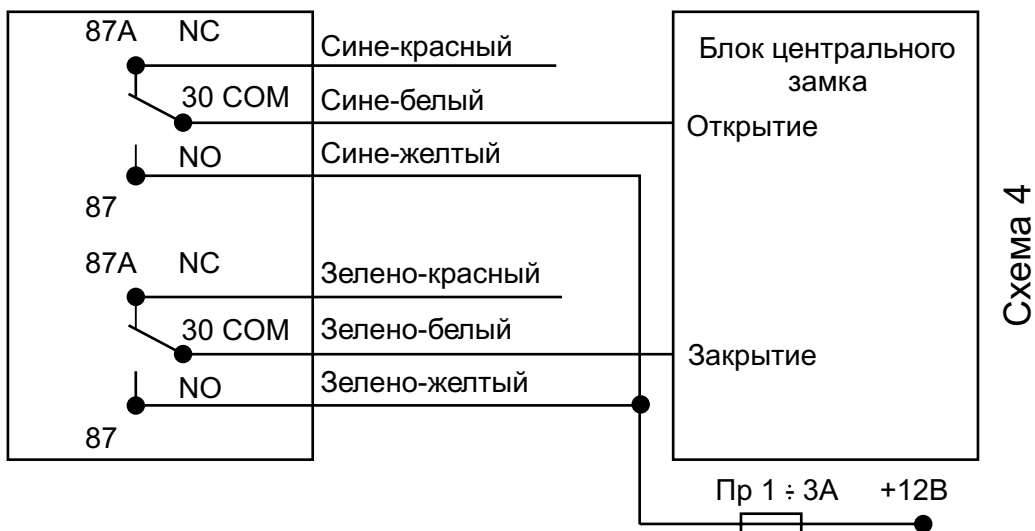 87A NC
Сине-красный
30 COM Сине-белый
NO Сине-желтый
87
87A NC
Зелено-красный
30 COM Зелено-белый
NO Зелено-желтый
87
Блок центрального
замка
Открытие
Закрытие
Пр 1 ÷ 3А +12В
Схема 4